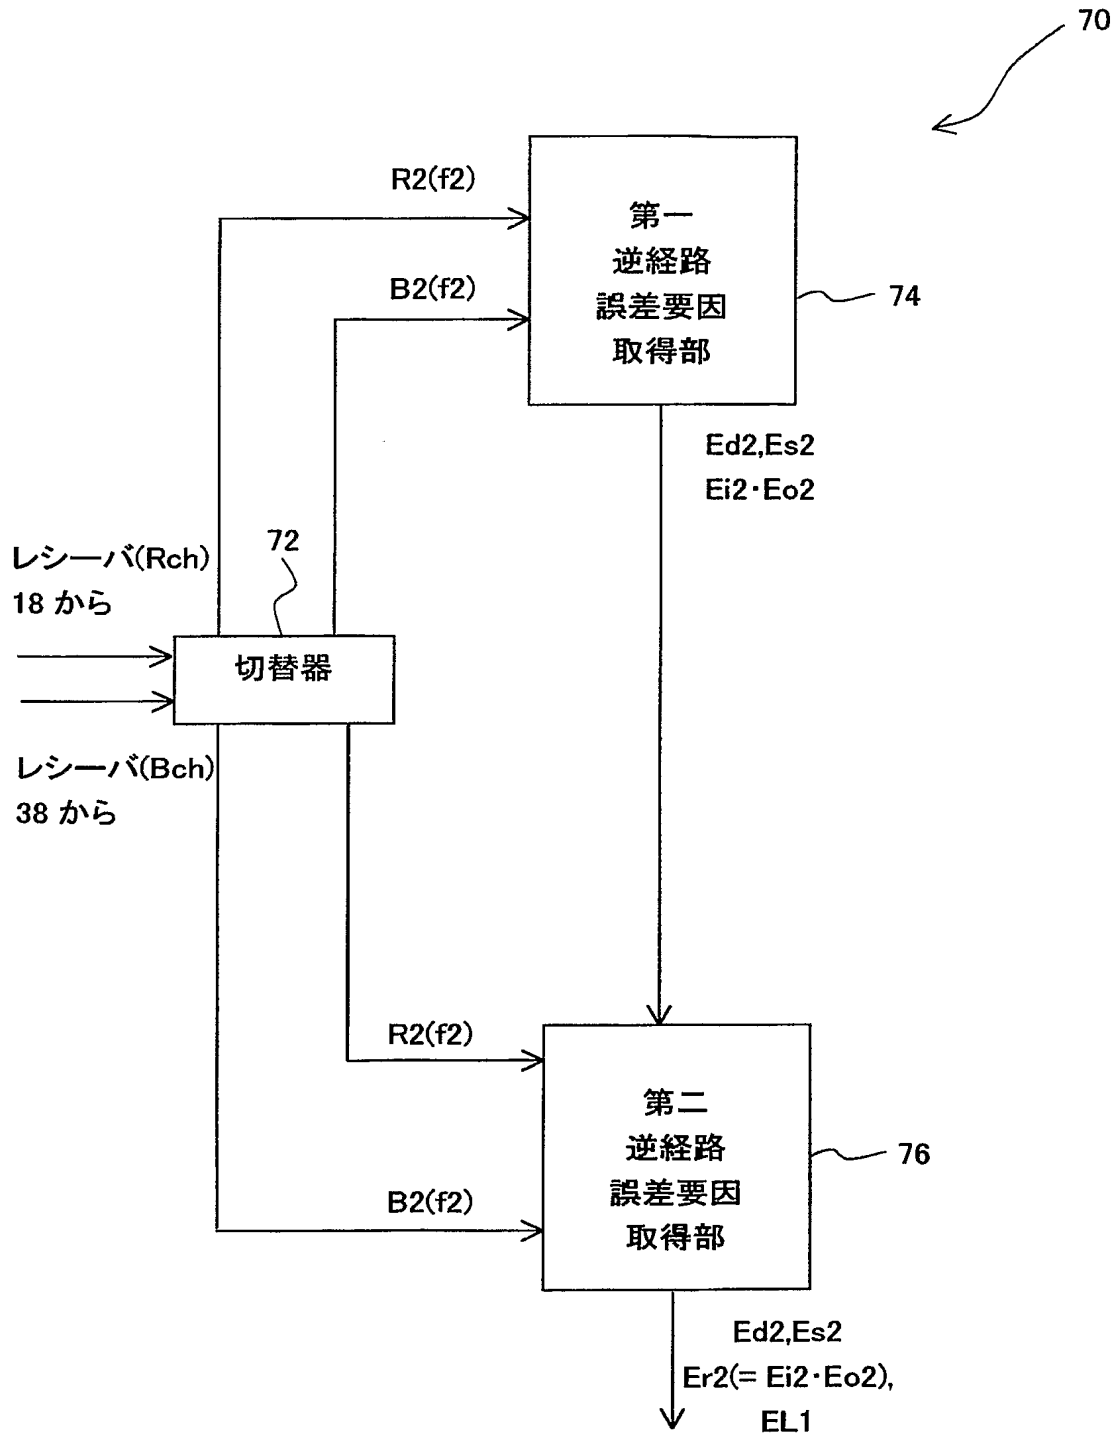 70
R2(f2)
第一
逆経路
誤差要因
取得部
B2(f2)
74
Ed2,Es2
Ei2・Eo2
72
レシーバ(Rch)
18 から
切替器
レシーバ(Bch)
38 から
R2(f2)
第二
逆経路
誤差要因
取得部
76
B2(f2)
Ed2,Es2
Er2(= Ei2・Eo2),
EL1